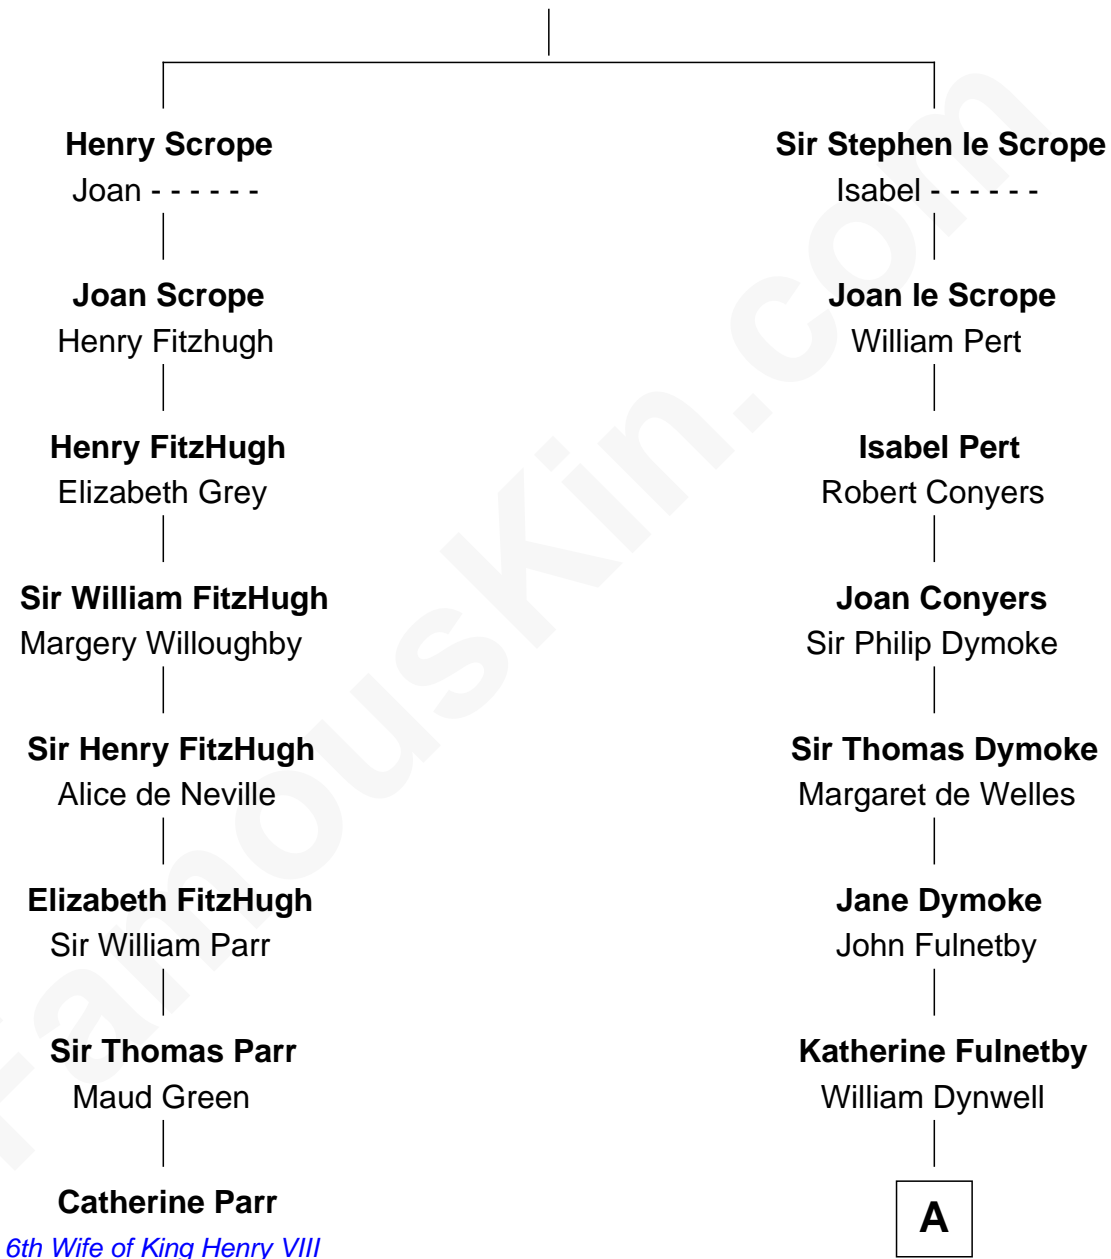 Henry Scrope
Joan - - - - - -
Joan Scrope
Henry Fitzhugh
Henry FitzHugh
Elizabeth Grey
Sir William FitzHugh
Margery Willoughby
Sir Henry FitzHugh
Alice de Neville
Elizabeth FitzHugh
Sir William Parr
Sir Thomas Parr
Maud Green
Catherine Parr
6th Wife of King Henry VIII
Sir Stephen le Scrope
Isabel - - - - - -
Joan le Scrope
William Pert
Isabel Pert
Robert Conyers
Joan Conyers
Sir Philip Dymoke
Sir Thomas Dymoke
Margaret de Welles
Jane Dymoke
John Fulnetby
Katherine Fulnetby
William Dynwell
A
FamousKin.com